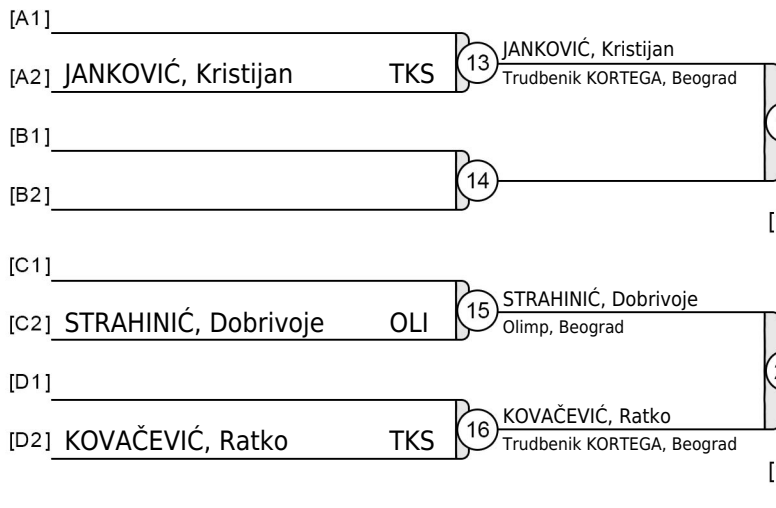 [A1]
[A2] JANKOVIĆ, Kristijan TKS
13
JANKOVIĆ, Kristijan
Trudbenik KORTEGA, Beograd
[B1]
[B2]
14
[
[C1]
[C2] STRAHINIĆ, Dobrivoje OLI
15
STRAHINIĆ, Dobrivoje
Olimp, Beograd
[D1]
[D2] KOVAČEVIĆ, Ratko TKS
16
KOVAČEVIĆ, Ratko
Trudbenik KORTEGA, Beograd
[